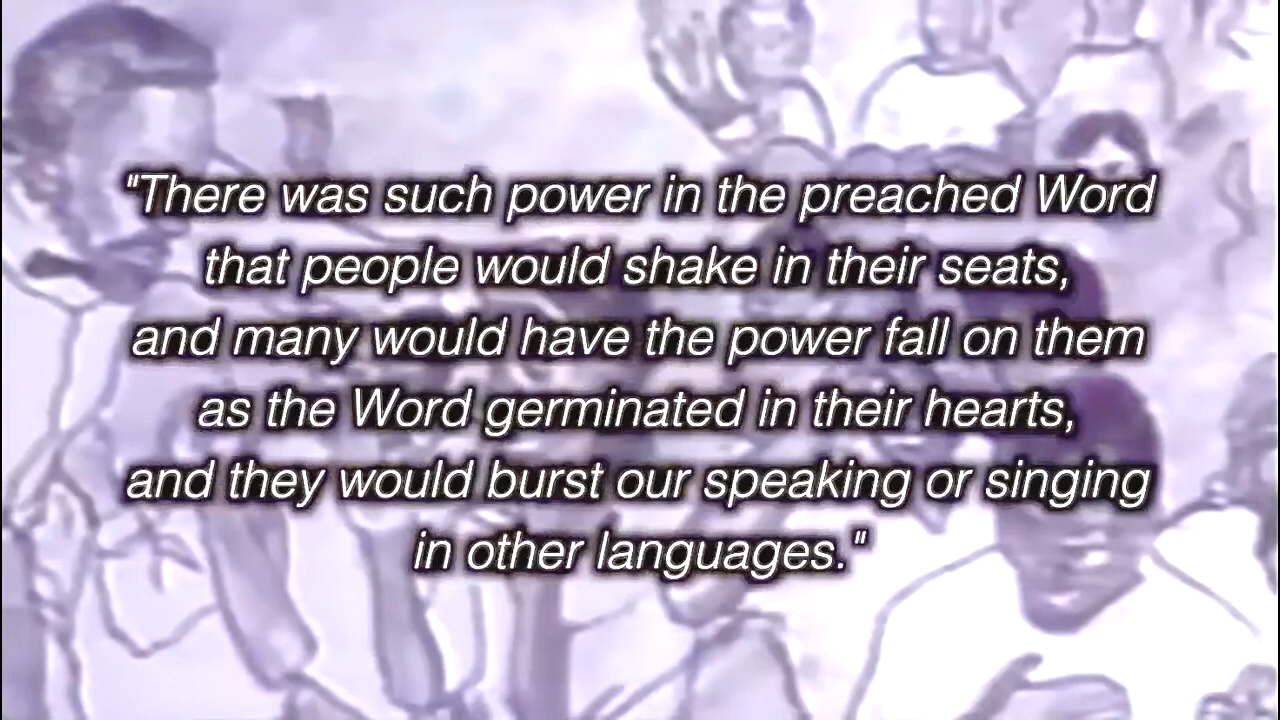 "There was such power in the preached Word
that people would shake in their seats,
and many would have the power fall on them
as the Word germinated in their hearts,
and they would burst our speaking or singing
in other languages."